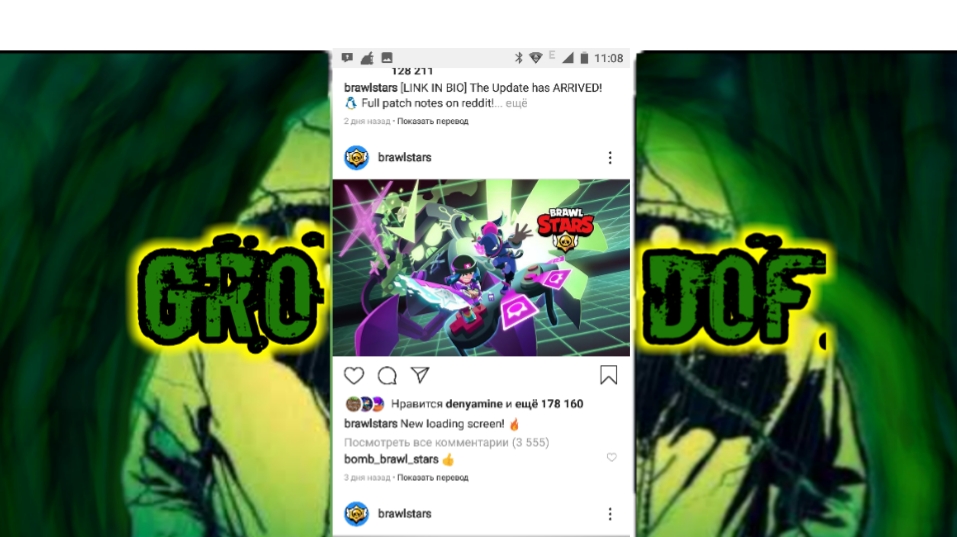 11:08
128 211
brawlstars [LINK IN BIO] The Update has ARRIVED!
🐧 Full patch notes on reddit!... ещё
2 дня назад • Показать перевод
brawlstars
BRAWL
STARS
GRO
DOF
Нравится denyamine и ещё 178 160
brawlstars New loading screen! 🔥
Посмотреть все комментарии (3 555)
bomb_brawl_stars 👍
3 дня назад • Показать перевод
brawlstars